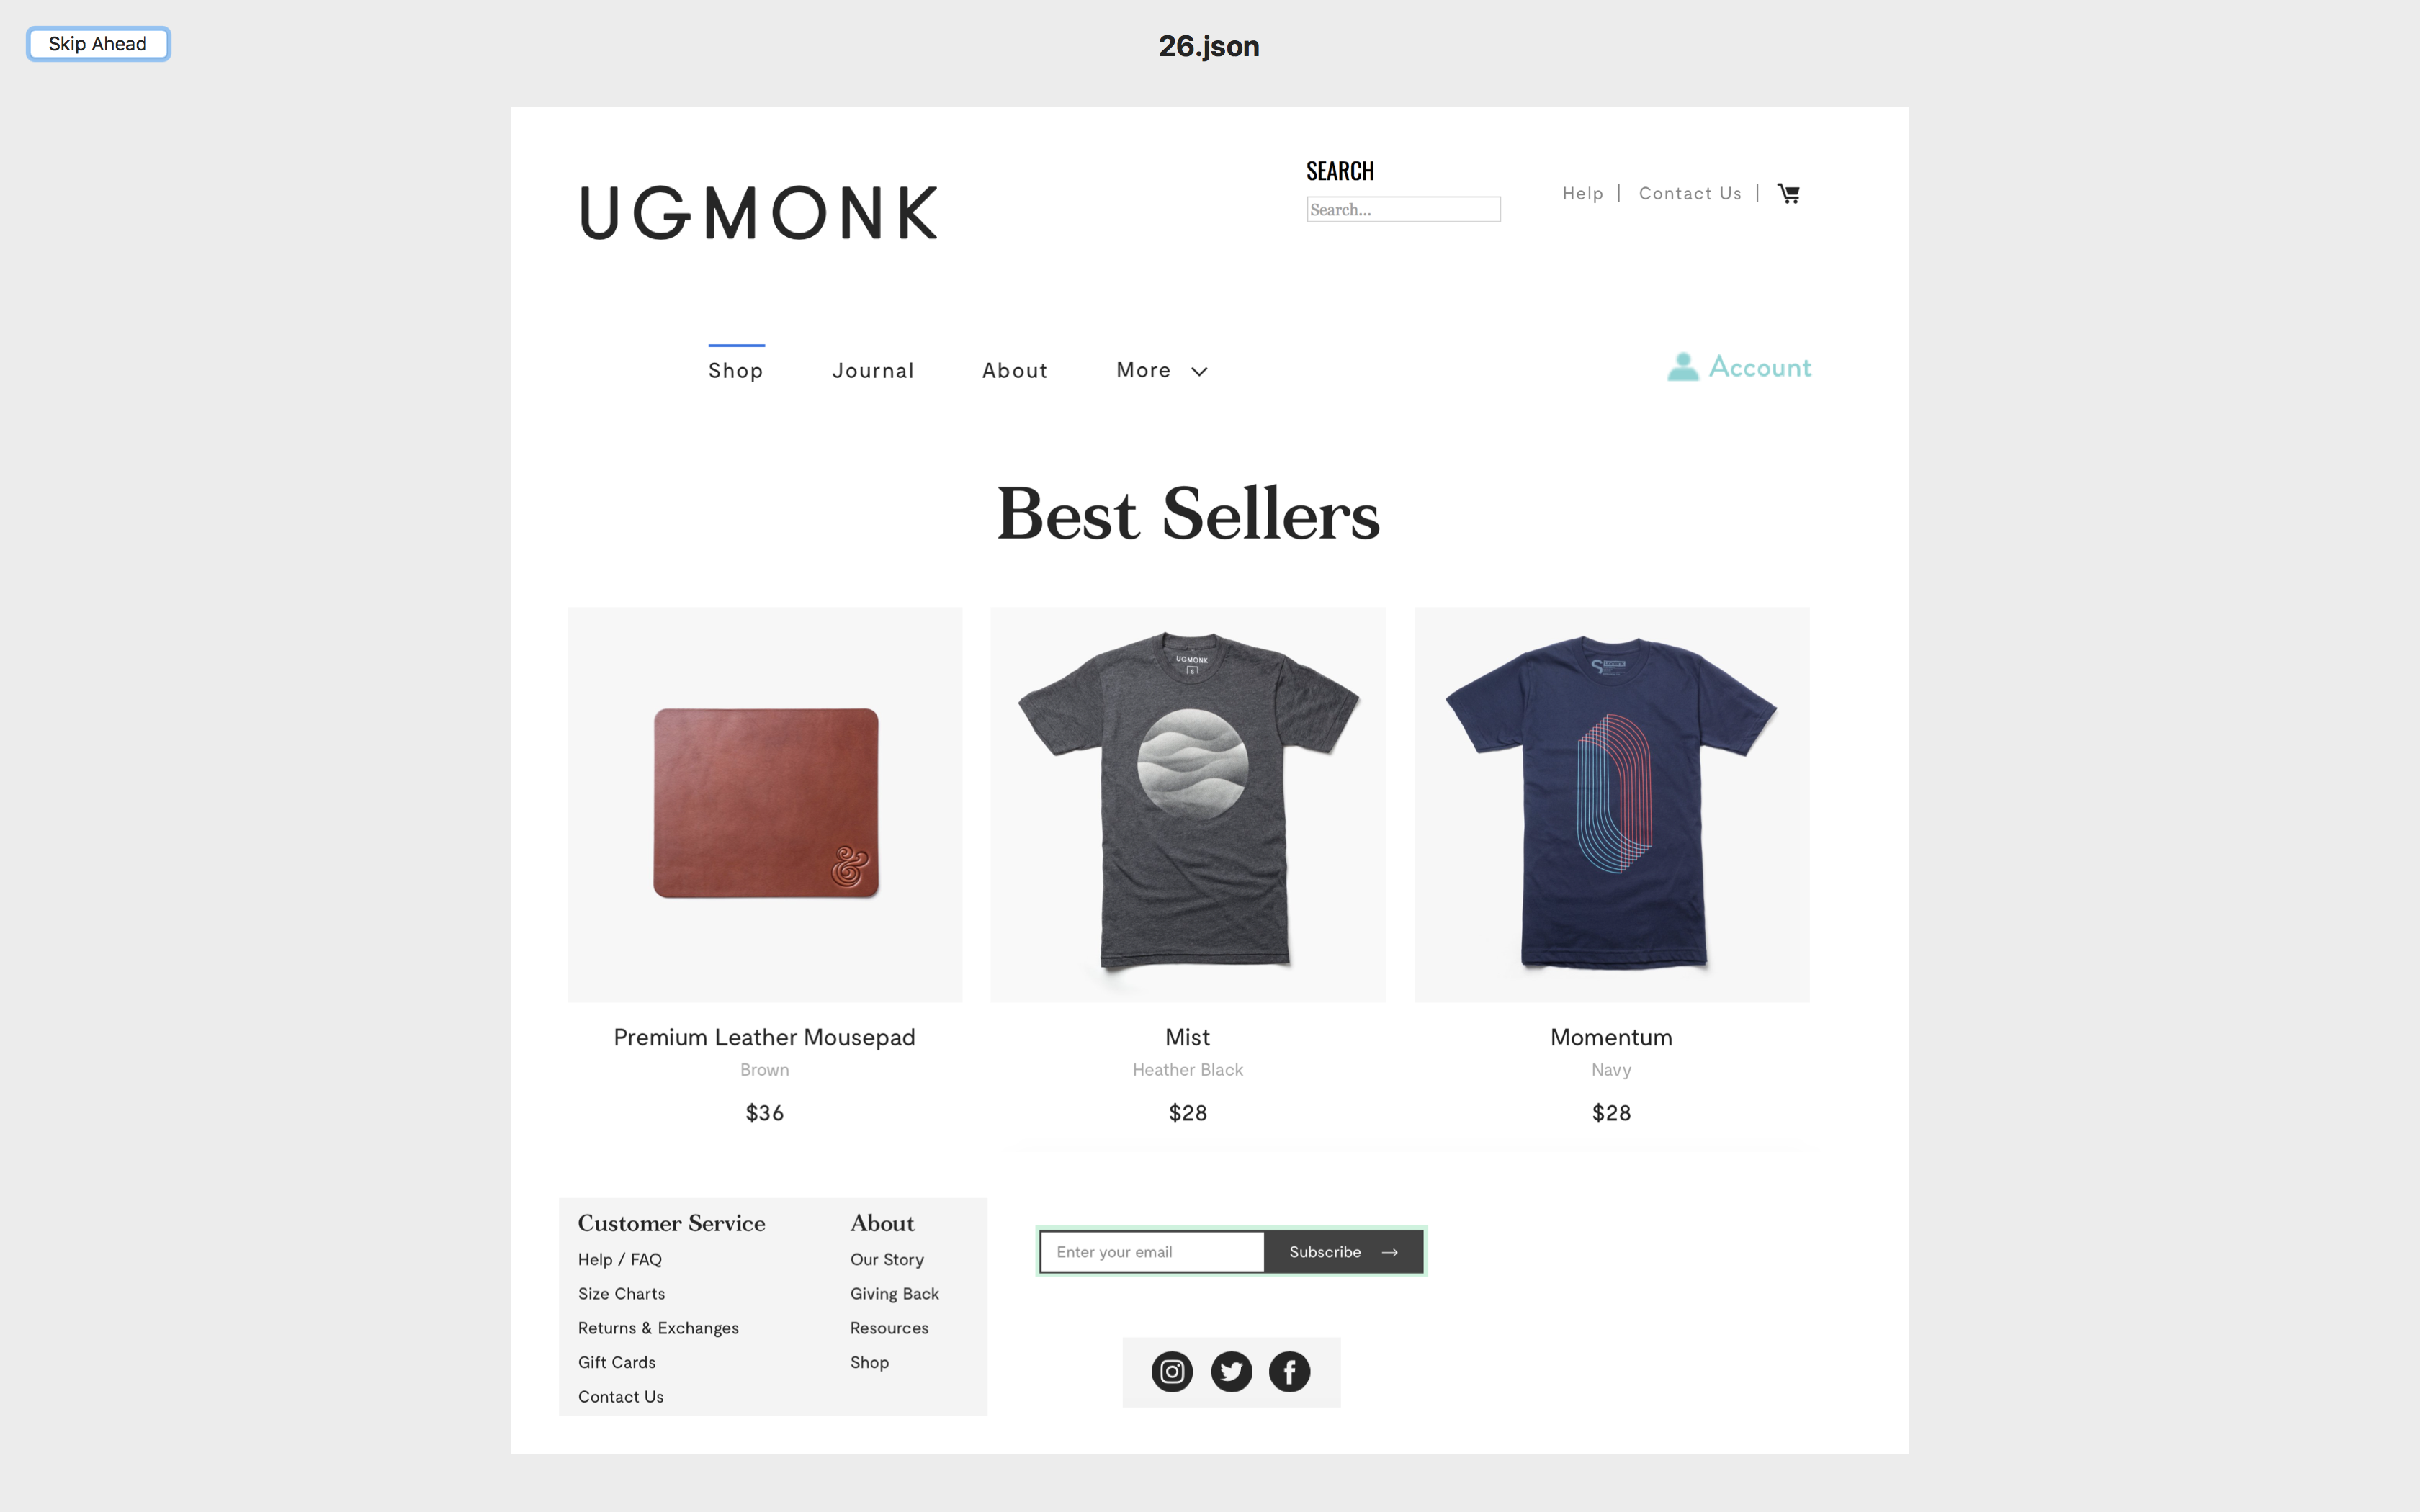 Skip Ahead
26.json
UGMONK
SEARCH
Search...
Help | Contact Us |
Shop Journal About More
Account
Best Sellers
UGMONK
S
Premium Leather Mousepad
Brown
$36
Mist
Heather Black
$28
Momentum
Navy
$28
Customer Service
Help / FAQ
Size Charts
Returns & Exchanges
Gift Cards
Contact Us
About
Our Story
Giving Back
Resources
Shop
Enter your email
Subscribe →